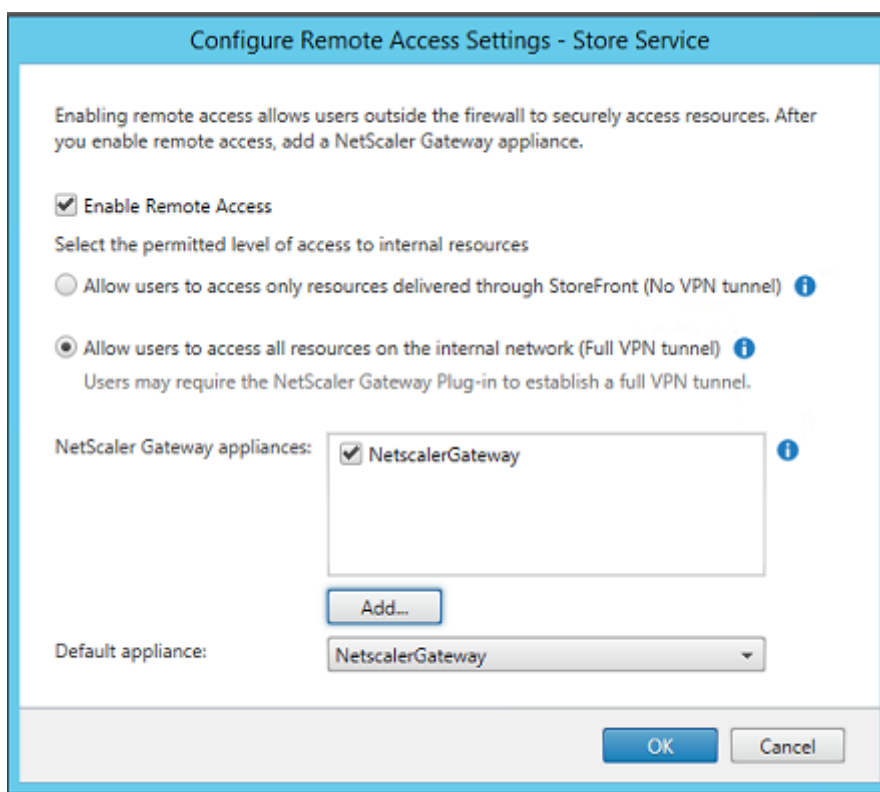 Configure Remote Access Settings - Store Service
Enabling remote access allows users outside the firewall to securely access resources. After
you enable remote access, add a NetScaler Gateway appliance.
Enable Remote Access
Select the permitted level of access to internal resources
Allow users to access only resources delivered through StoreFront (No VPN tunnel)
Allow users to access all resources on the internal network (Full VPN tunnel)
Users may require the NetScaler Gateway Plug-in to establish a full VPN tunnel.
NetScaler Gateway appliances:
NetscalerGateway
Add...
Default appliance:
NetscalerGateway
OK
Cancel